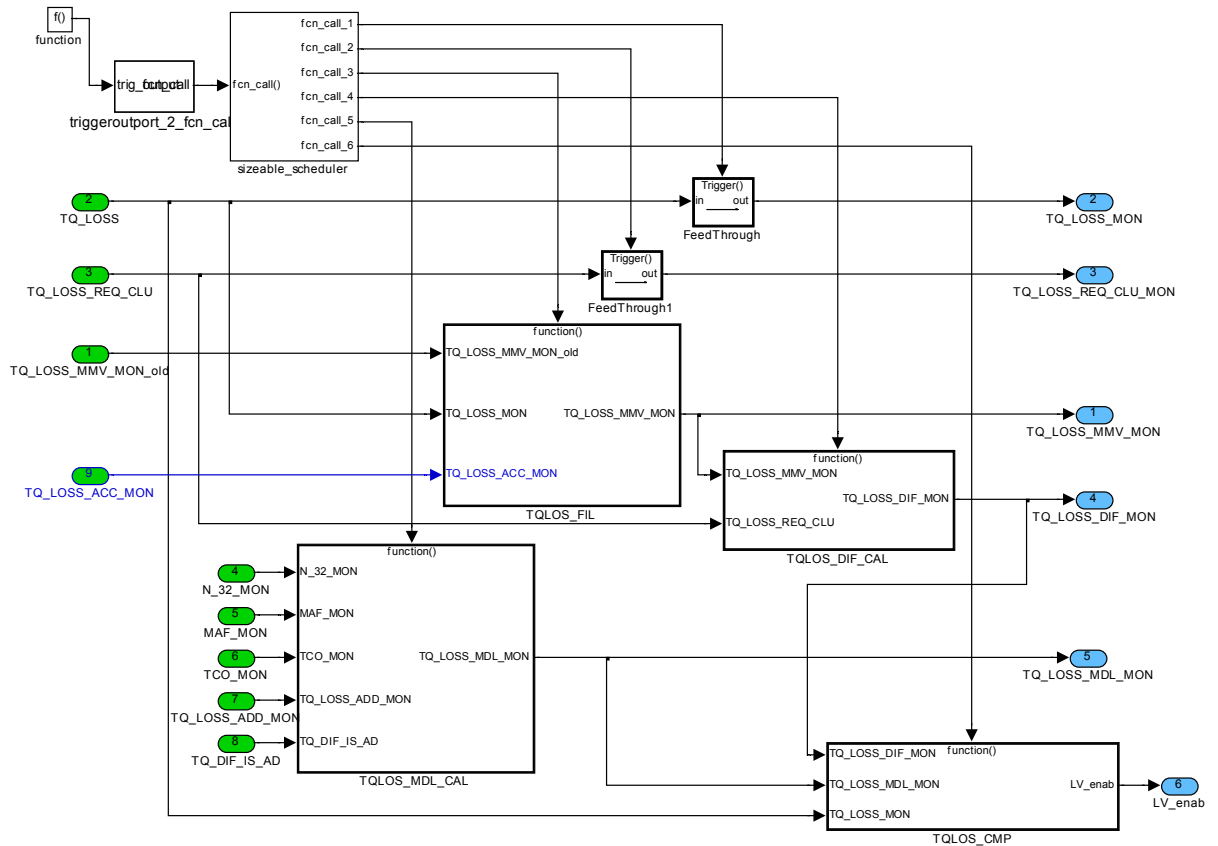 f()
function
trig_output
fcn_call
triggeroutport_2_fcn_cal
fcn_call()
fcn_call_1
fcn_call_2
fcn_call_3
fcn_call_4
fcn_call_5
fcn_call_6
sizeable_scheduler
2
TQ_LOSS
Trigger()
in
out
FeedThrough
2
TQ_LOSS_MON
3
TQ_LOSS_REQ_CLU
Trigger()
in
out
FeedThrough1
3
TQ_LOSS_REQ_CLU_MON
1
TQ_LOSS_MMV_MON_old
9
TQ_LOSS_ACC_MON
function()
TQ_LOSS_MMV_MON_old
TQ_LOSS_MON
TQ_LOSS_MMV_MON
TQ_LOSS_ACC_MON
TQLOS_FIL
1
TQ_LOSS_MMV_MON
function()
TQ_LOSS_MMV_MON
TQ_LOSS_DIF_MON
TQ_LOSS_REQ_CLU
TQLOS_DIF_CAL
4
TQ_LOSS_DIF_MON
4
N_32_MON
5
MAF_MON
6
TCO_MON
7
TQ_LOSS_ADD_MON
8
TQ_DIF_IS_AD
function()
N_32_MON
MAF_MON
TCO_MON
TQ_LOSS_MDL_MON
TQ_LOSS_ADD_MON
TQ_DIF_IS_AD
TQLOS_MDL_CAL
5
TQ_LOSS_MDL_MON
function()
TQ_LOSS_DIF_MON
TQ_LOSS_MDL_MON
LV_enab
TQ_LOSS_MON
TQLOS_CMP
6
LV_enab